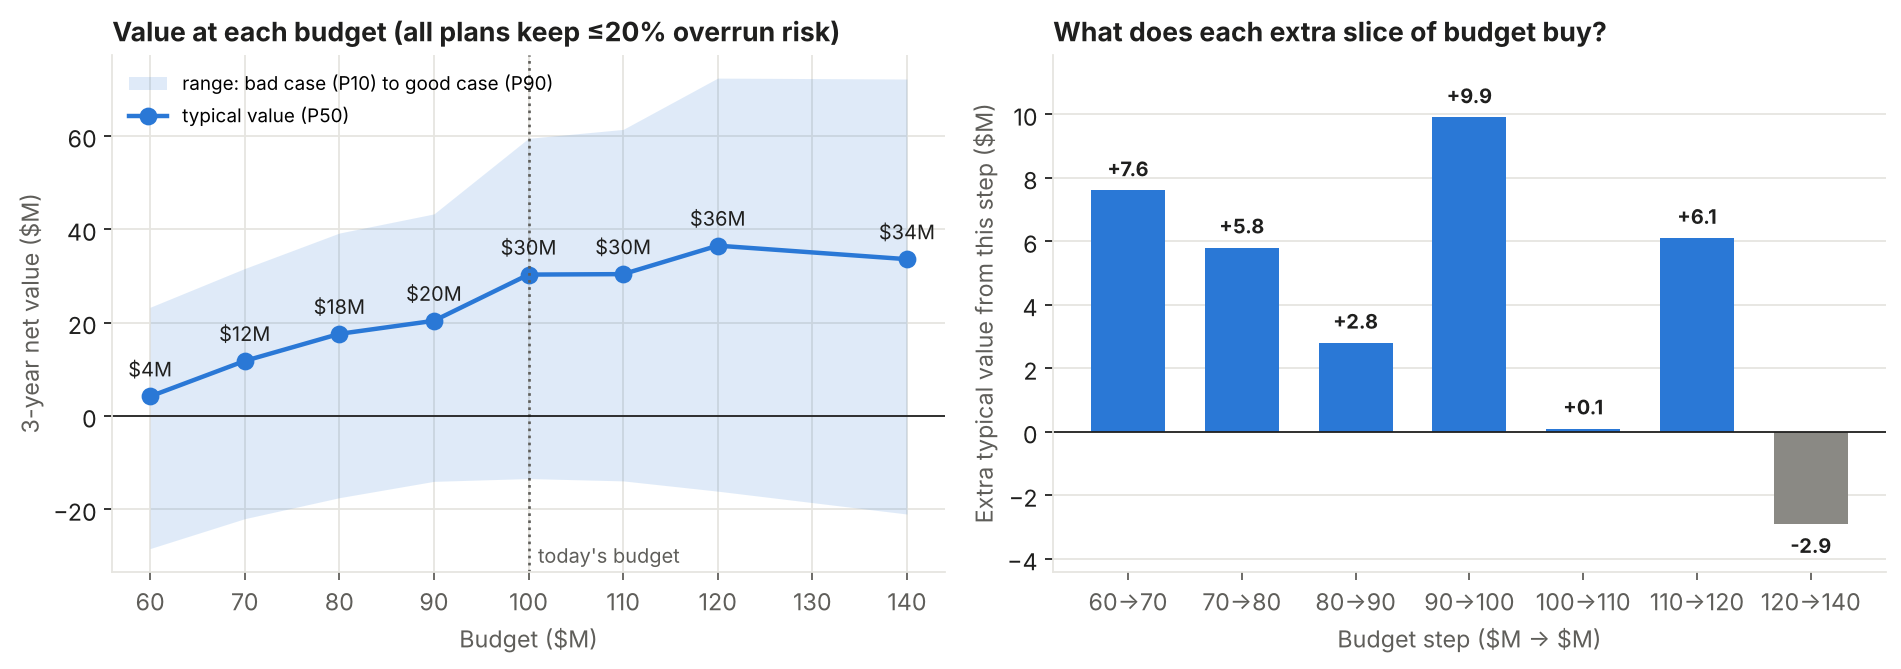 Value at each budget (all plans keep ≤20% overrun risk)
range: bad case (P10) to good case (P90)
typical value (P50)
3-year net value ($M)
60
40
20
0
−20
$4M
$12M
$18M
$20M
$30M
$30M
$36M
$34M
today's budget
60 70 80 90 100 110 120 130 140
Budget ($M)
What does each extra slice of budget buy?
Extra typical value from this step ($M)
10
8
6
4
2
0
−2
−4
+7.6
+5.8
+2.8
+9.9
+0.1
+6.1
-2.9
60→70 70→80 80→90 90→100 100→110 110→120 120→140
Budget step ($M → $M)